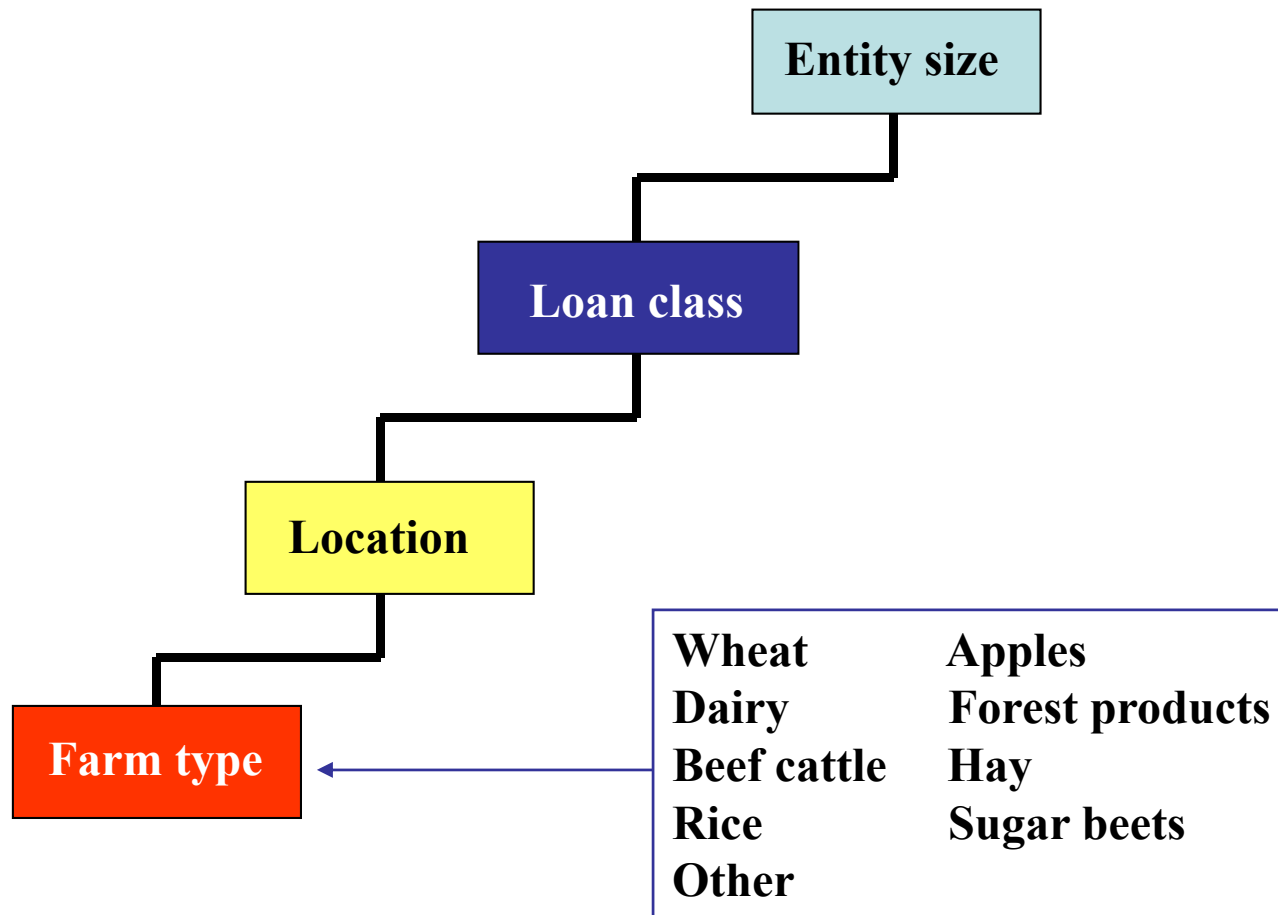 Entity size
Loan class
Location
Farm type
Wheat Apples
Dairy Forest products
Beef cattle Hay
Rice Sugar beets
Other